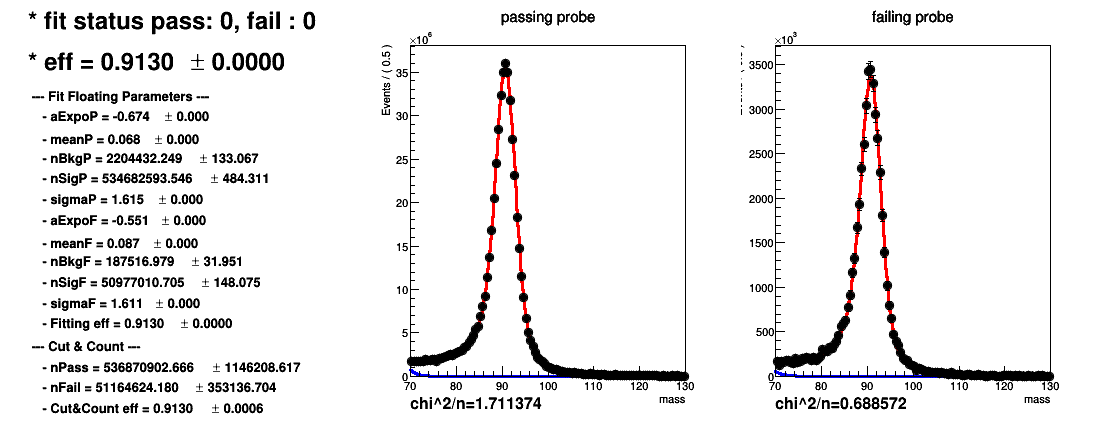 * fit status pass: 0, fail : 0
* eff = 0.9130 ± 0.0000
--- Fit Floating Parameters ---
- aExpoP = -0.674 ± 0.000
- meanP = 0.068 ± 0.000
- nBkgP = 2204432.249 ± 133.067
- nSigP = 534682593.546 ± 484.311
- sigmaP = 1.615 ± 0.000
- aExpoF = -0.551 ± 0.000
- meanF = 0.087 ± 0.000
- nBkgF = 187516.979 ± 31.951
- nSigF = 50977010.705 ± 148.075
- sigmaF = 1.611 ± 0.000
- Fitting eff = 0.9130 ± 0.0000
--- Cut & Count ---
- nPass = 536870902.666 ± 1146208.617
- nFail = 51164624.180 ± 353136.704
- Cut&Count eff = 0.9130 ± 0.0006
passing probe
×10⁶
Events / ( 0.5 )
35
30
25
20
15
10
5
0
70 80 90 100 110 120 130
mass
chi^2/n=1.711374
failing probe
×10³
3500
3000
2500
2000
1500
1000
500
0
70 80 90 100 110 120 130
mass
chi^2/n=0.688572